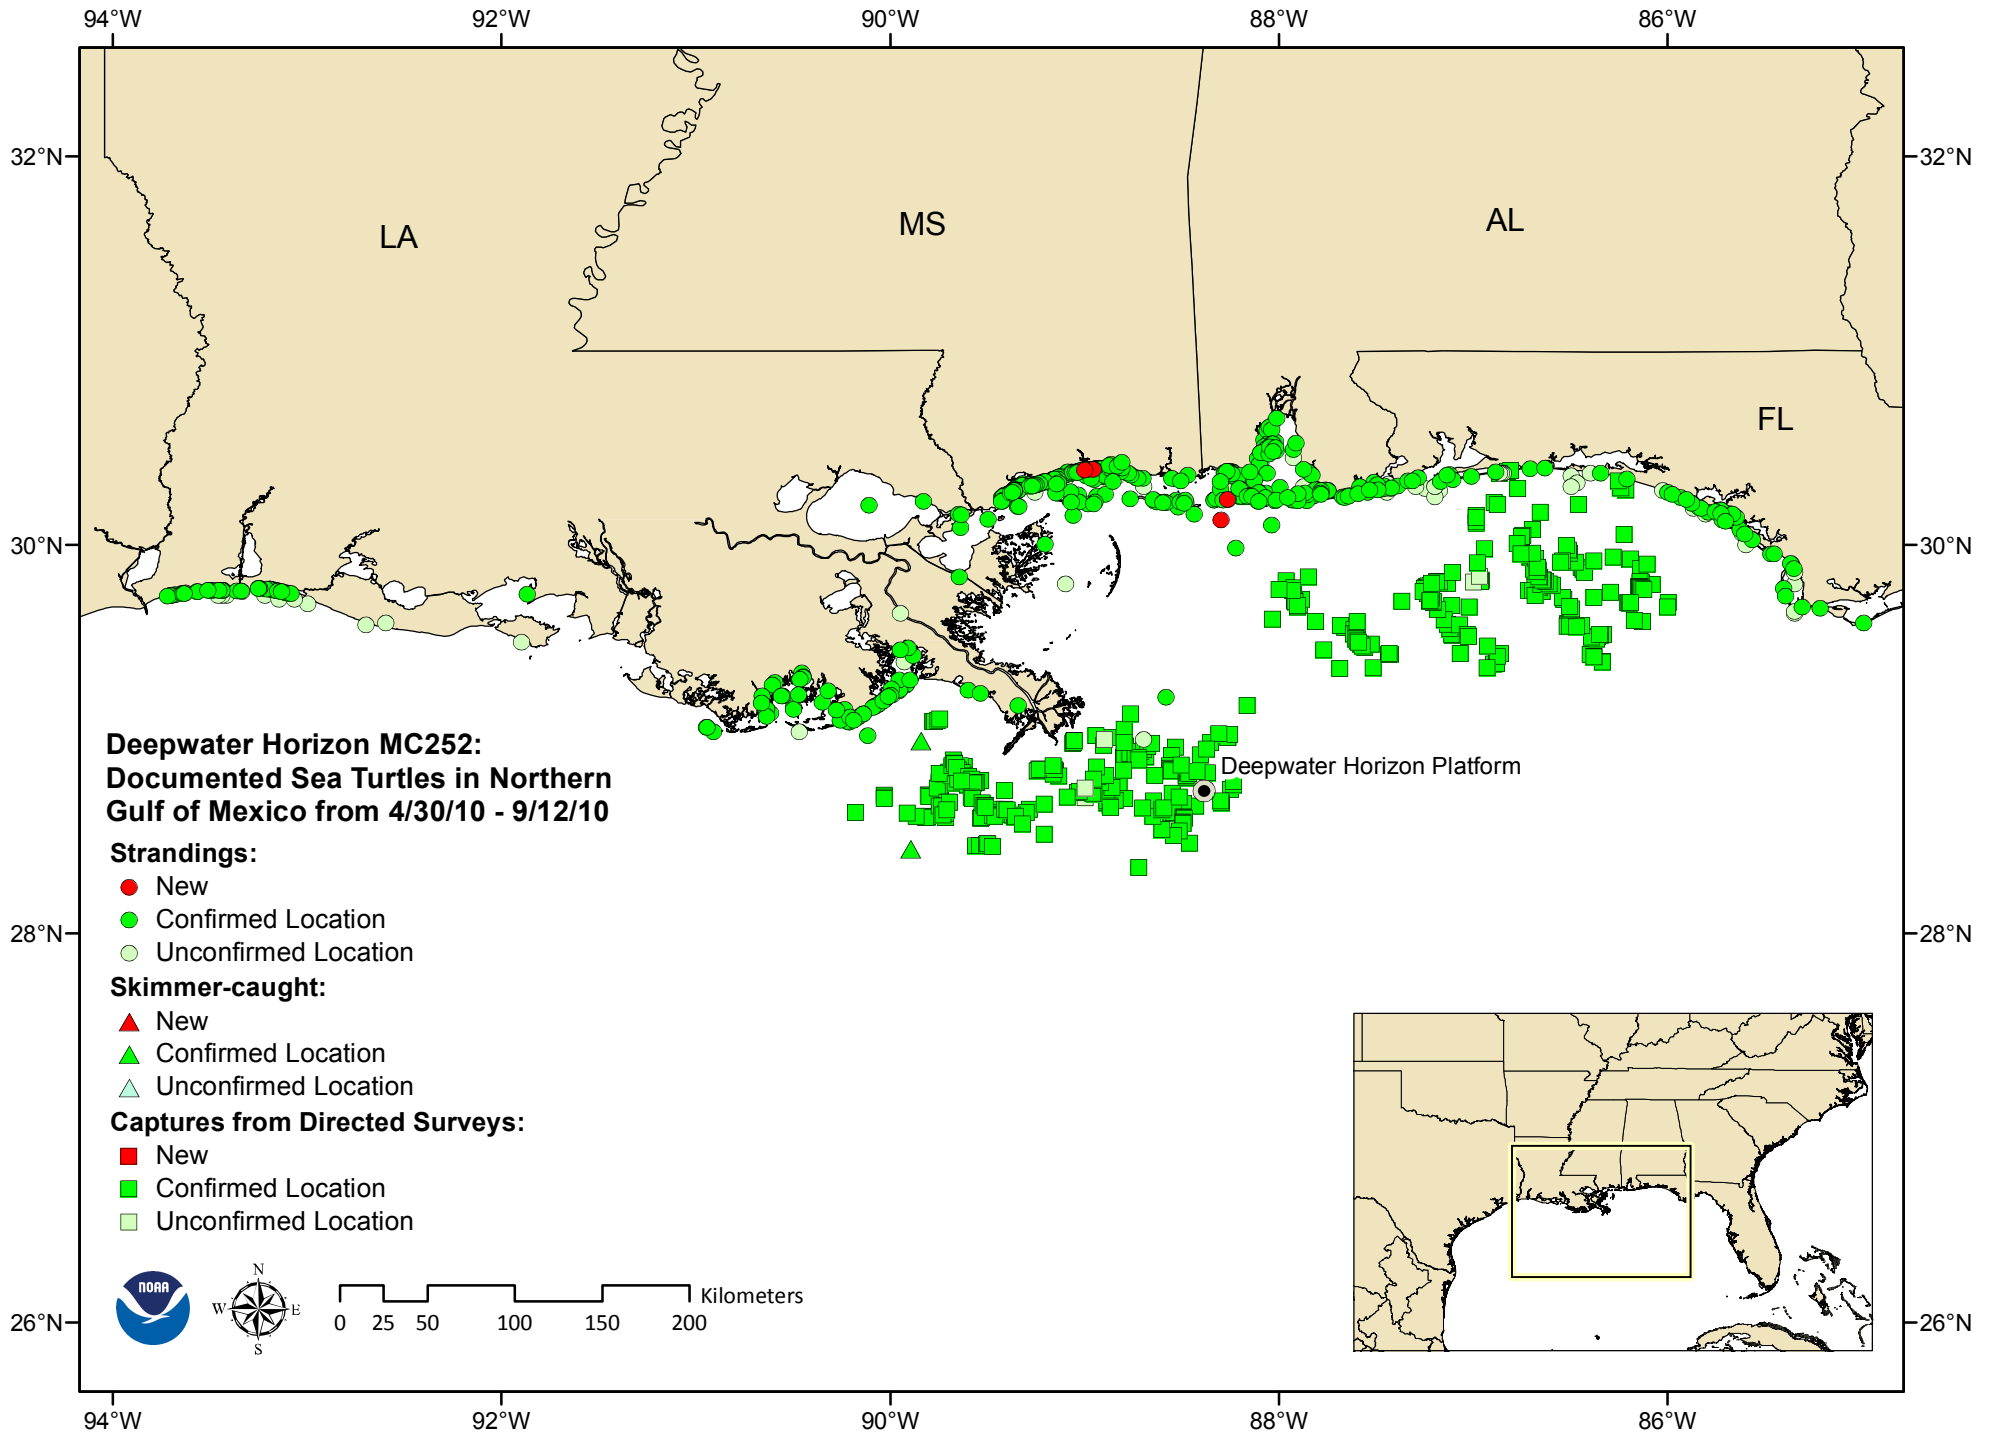 94°W 92°W 90°W 88°W 86°W
32°N 32°N
LA MS AL
FL
30°N 30°N
Deepwater Horizon Platform
Deepwater Horizon MC252:
Documented Sea Turtles in Northern
Gulf of Mexico from 4/30/10 - 9/12/10
Strandings:
New
Confirmed Location
Unconfirmed Location
28°N 28°N
Skimmer-caught:
New
Confirmed Location
Unconfirmed Location
Captures from Directed Surveys:
New
Confirmed Location
Unconfirmed Location
NOAA
N
W E
S
Kilometers
0 25 50 100 150 200
26°N 26°N
94°W 92°W 90°W 88°W 86°W